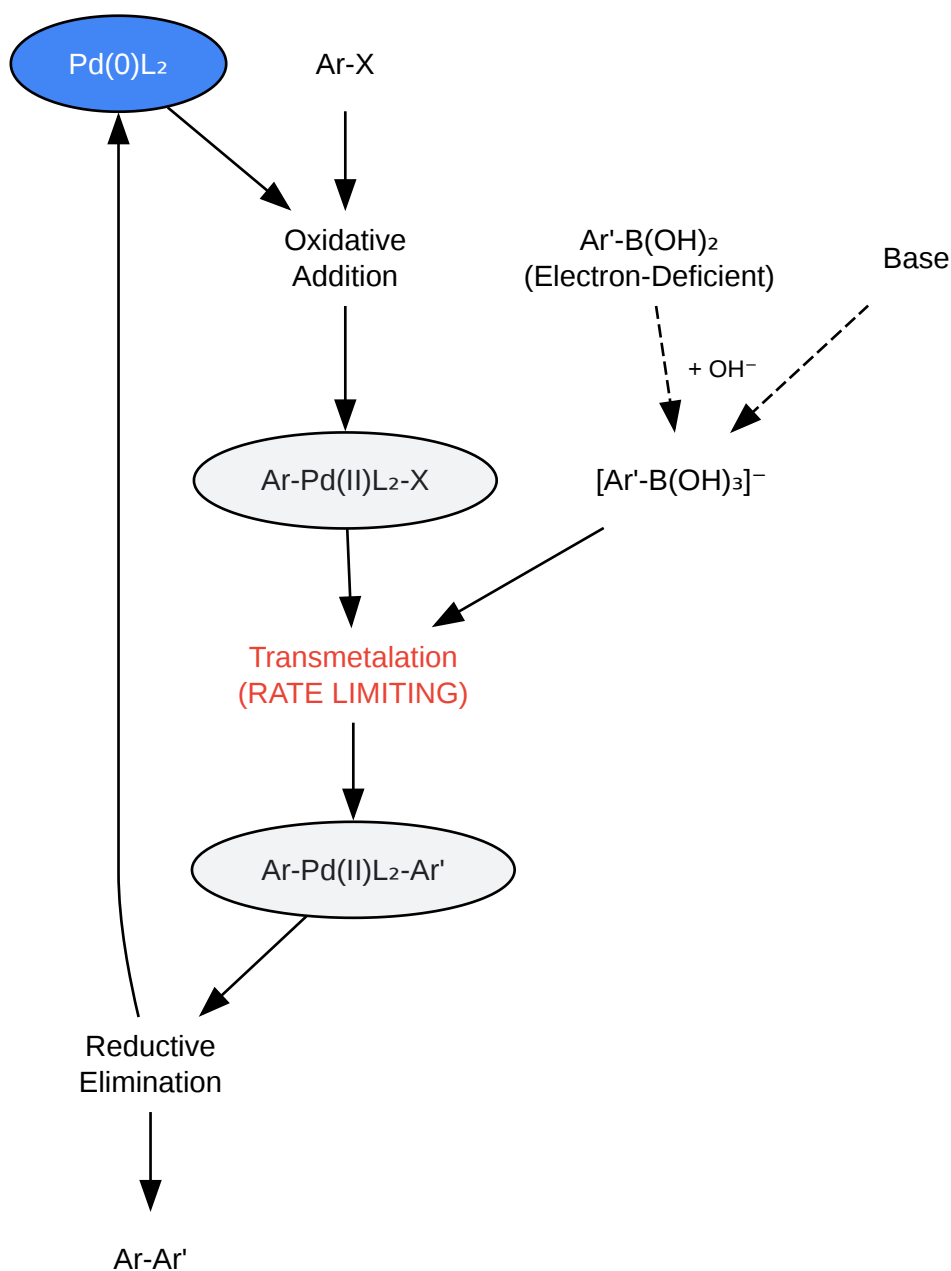 Pd(0)L₂
Ar-X
Oxidative
Addition
Ar'-B(OH)₂
(Electron-Deficient)
Base
+ OH⁻
Ar-Pd(II)L₂-X
[Ar'-B(OH)₃]⁻
Transmetalation
(RATE LIMITING)
Ar-Pd(II)L₂-Ar'
Reductive
Elimination
Ar-Ar'